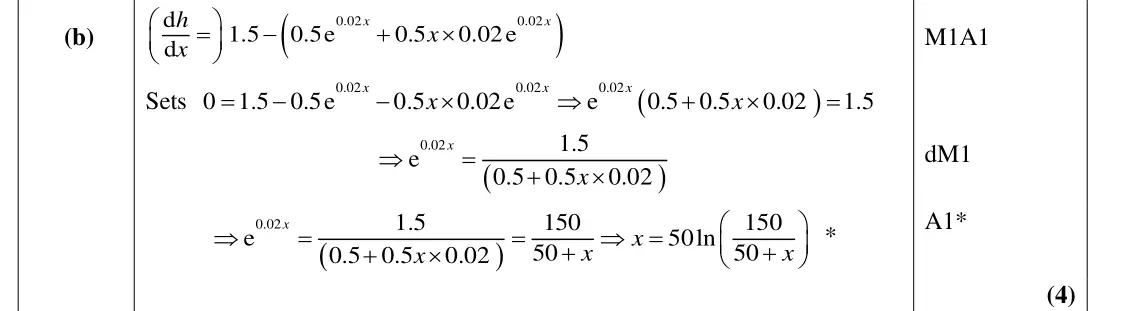 (b) (dh/dx =) 1.5 − (0.5e^{0.02x} + 0.5x × 0.02e^{0.02x}) M1A1
Sets 0 = 1.5 − 0.5e^{0.02x} − 0.5x × 0.02e^{0.02x} ⇒ e^{0.02x}(0.5 + 0.5x × 0.02) = 1.5
⇒ e^{0.02x} = 1.5/(0.5 + 0.5x × 0.02) dM1
⇒ e^{0.02x} = 1.5/(0.5 + 0.5x × 0.02) = 150/(50 + x) ⇒ x = 50 ln(150/(50 + x)) * A1*
(4)